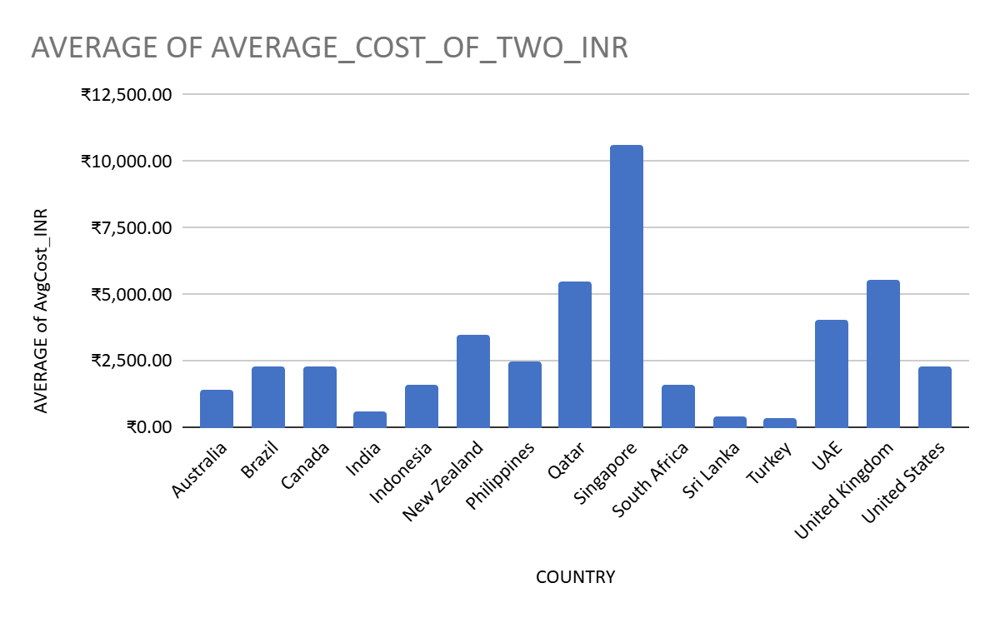 AVERAGE OF AVERAGE_COST_OF_TWO_INR
₹12,500.00
₹10,000.00
₹7,500.00
₹5,000.00
₹2,500.00
₹0.00
AVERAGE of AvgCost_INR
Australia
Brazil
Canada
India
Indonesia
New Zealand
Philippines
Qatar
Singapore
South Africa
Sri Lanka
Turkey
UAE
United Kingdom
United States
COUNTRY